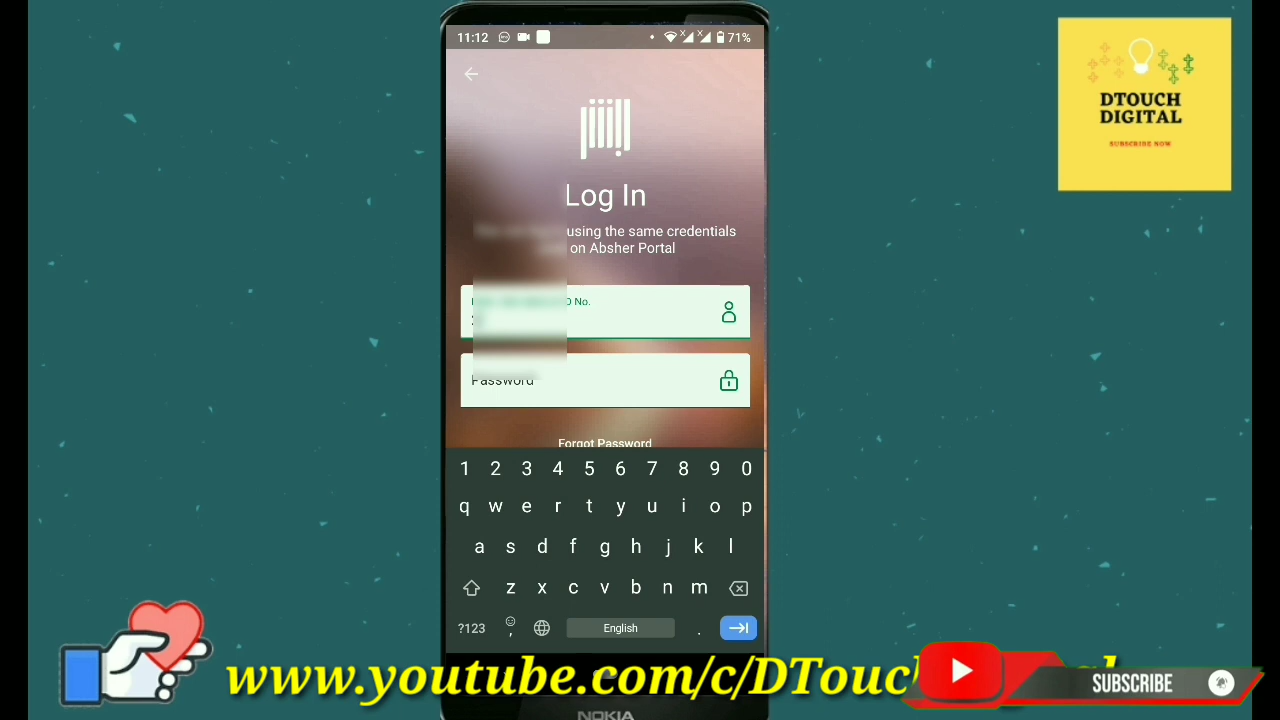 11:12
71%
DTOUCH
DIGITAL
SUBSCRIBE NOW
Log In
using the same credentials
on Absher Portal
No.
Password
Forgot Password
1 2 3 4 5 6 7 8 9 0
q w e r t y u i o p
a s d f g h j k l
z x c v b n m
?123 , English .
www.youtube.com/c/DTouch
SUBSCRIBE
NOKIA